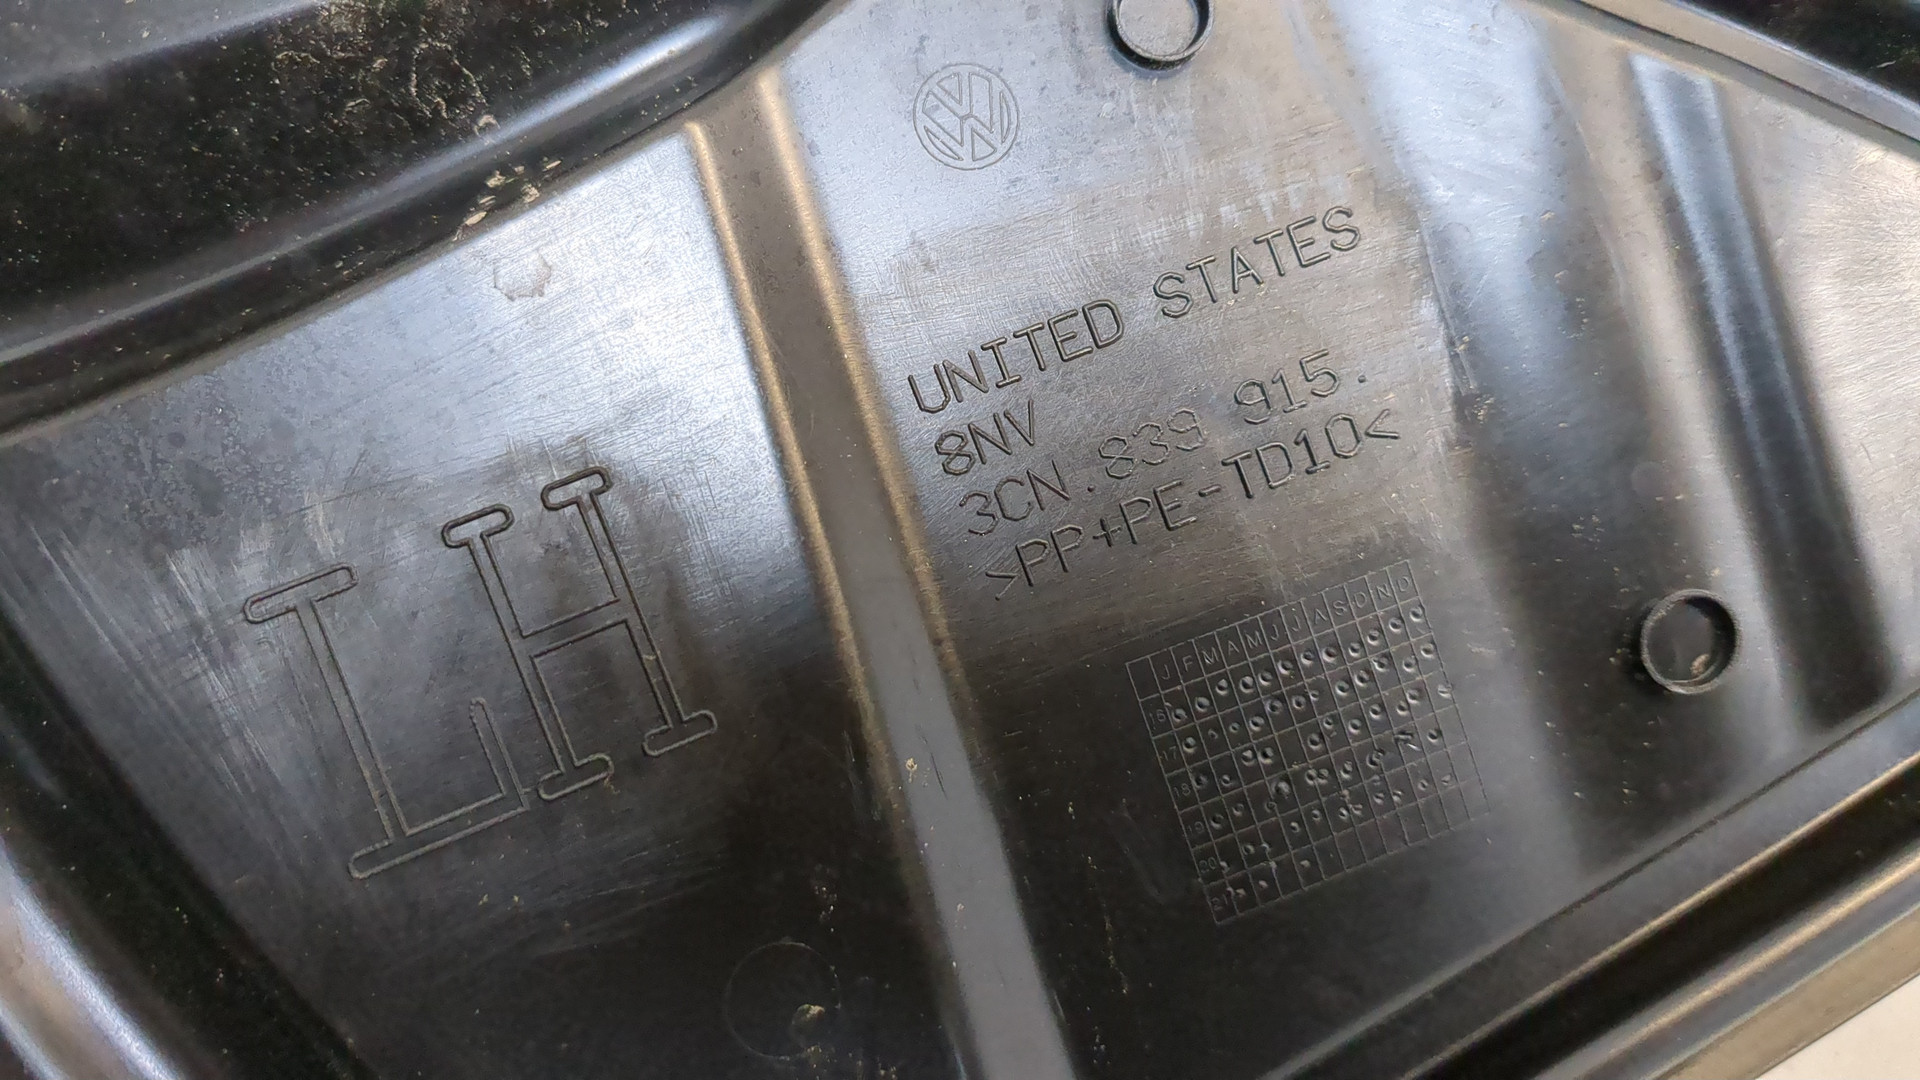 LH
UNITED STATES
8NV
3CN.839 915.
>PP+PE-TD10<
J F M A M J J A S O N D
16
17
18
19
20
21